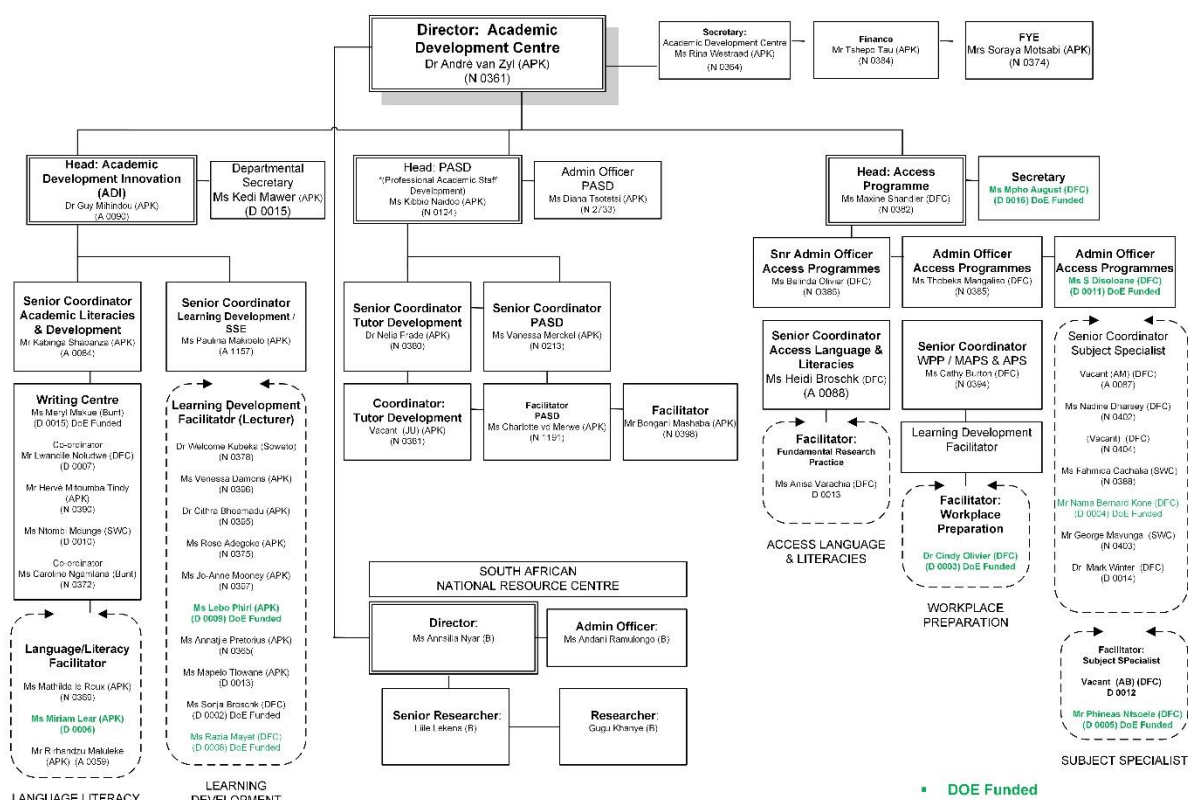 Director: Academic
Development Centre
Dr André van Zyl (APK)
(N 0361)
Secretary:
Academic Development Centre
Ms Rina Westraad (APK)
(N 0364)
Finance
Mr Tshepo Tau (APK)
(N 0384)
FYE
Mrs Soraya Motsabi (APK)
(N 0374)
Head: Academic
Development Innovation
(ADI)
Dr Guy Mihindou (APK)
(A 0090)
Departmental
Secretary
Ms Kedi Mawer (APK)
(D 0015)
Head: PASD
"(Professional Academic Staff
Development)
Ms Kibbie Naidoo (APK)
(N 0124)
Admin Officer
PASD
Ms Diana Tsotetsi (APK)
(N 2733)
Head: Access
Programme
Ms Maxine Shandler (DFC)
(N 0382)
Secretary
Ms Mpho August (DFC)
(D 0016) DoE Funded
Snr Admin Officer
Access Programmes
Ms Belinda Olivier (DFC)
(N 0386)
Admin Officer
Access Programmes
Ms Thobeka Mangaliso (DFC)
(N 0385)
Admin Officer
Access Programmes
Ms S Disoloane (DFC)
(D 0011) DoE Funded
Senior Coordinator
Academic Literacies
& Development
Mr Kabinga Shabanza (APK)
(A 0084)
Senior Coordinator
Learning Development /
SSE
Ms Paulina Makibelo (APK)
(A 1157)
Senior Coordinator
Tutor Development
Dr Nelia Frade (APK)
(N 0380)
Senior Coordinator
PASD
Ms Vanessa Merckel (APK)
(N 0213)
Senior Coordinator
Access Language &
Literacies
Ms Heidi Broschk (DFC)
(A 0088)
Senior Coordinator
WPP / MAPS & APS
Ms Cathy Burton (DFC)
(N 0394)
Senior Coordinator
Subject Specialist
Vacant (AM) (DFC)
(A 0087)
Ms Nadine Dharsey (DFC)
(N 0402)
(Vacant) (DFC)
(N 0404)
Ms Fahmica Cachalia (SWC)
(N 0388)
Mr Nama Bernard Kone (DFC)
(D 0004) DoE Funded
Mr George Mavunga (SWC)
(N 0403)
Dr Mark Winter (DFC)
(D 0014)
Writing Centre
Ms Meryl Makue (Bunt)
(D 0015) DoE Funded
Co-ordinator
Mr Lwandile Noludwe (DFC)
(D 0007)
Mr Hervé Mitoumba Tindy
(APK)
(N 0390)
Ms Ntombi Mdunge (SWC)
(D 0010)
Co-ordinator
Ms Caroline Ngamlana (Bunt)
(N 0372)
Learning Development
Facilitator (Lecturer)
Dr Welcome Kubeka (Soweto)
(N 0378)
Ms Venessa Damons (APK)
(N 0396)
Dr Cithra Bheamadu (APK)
(N 0395)
Ms Rose Adegoke (APK)
(N 0375)
Ms Jo-Anne Mooney (APK)
(N 0397)
Ms Lebo Phiri (APK)
(D 0009) DoE Funded
Ms Annatjie Pretorius (APK)
(N 0365(
Ms Mapelo Tlowane (APK)
(D 0013)
Ms Sonja Broschk (DFC)
(D 0002) DoE Funded
Ms Razia Mayet (DFC)
(D 0008) DoE Funded
Coordinator:
Tutor Development
Vacant (JU) (APK)
(N 0381)
Facilitator
PASD
Ms Charlotte vd Merwe (APK)
(N 1191)
Facilitator
Mr Bongani Mashaba (APK)
(N 0398)
Facilitator:
Fundamental Research
Practice
Ms Anisa Varachia (DFC)
D 0013
ACCESS LANGUAGE
& LITERACIES
Learning Development
Facilitator
Facilitator:
Workplace
Preparation
Dr Cindy Olivier (DFC)
(D 0003) DoE Funded
WORKPLACE
PREPARATION
SOUTH AFRICAN
NATIONAL RESOURCE CENTRE
Director:
Ms Annsilla Nyar (B)
Admin Officer:
Ms Andani Ramulongo (B)
Senior Researcher:
Lille Lekena (B)
Researcher:
Gugu Khanye (B)
Language/Literacy
Facilitator
Ms Mathilda le Roux (APK)
(N 0369)
Ms Miriam Lear (APK)
(D 0006)
Mr Rirhandzu Maluleke
(APK) (A 0059)
LANGUAGE LITERACY
LEARNING
DEVELOPMENT
Facilitator:
Subject SPecialist
Vacant (AB) (DFC)
D 0012
Mr Phineas Ntsoele (DFC)
(D 0005) DoE Funded
SUBJECT SPECIALIST
▪ DOE Funded